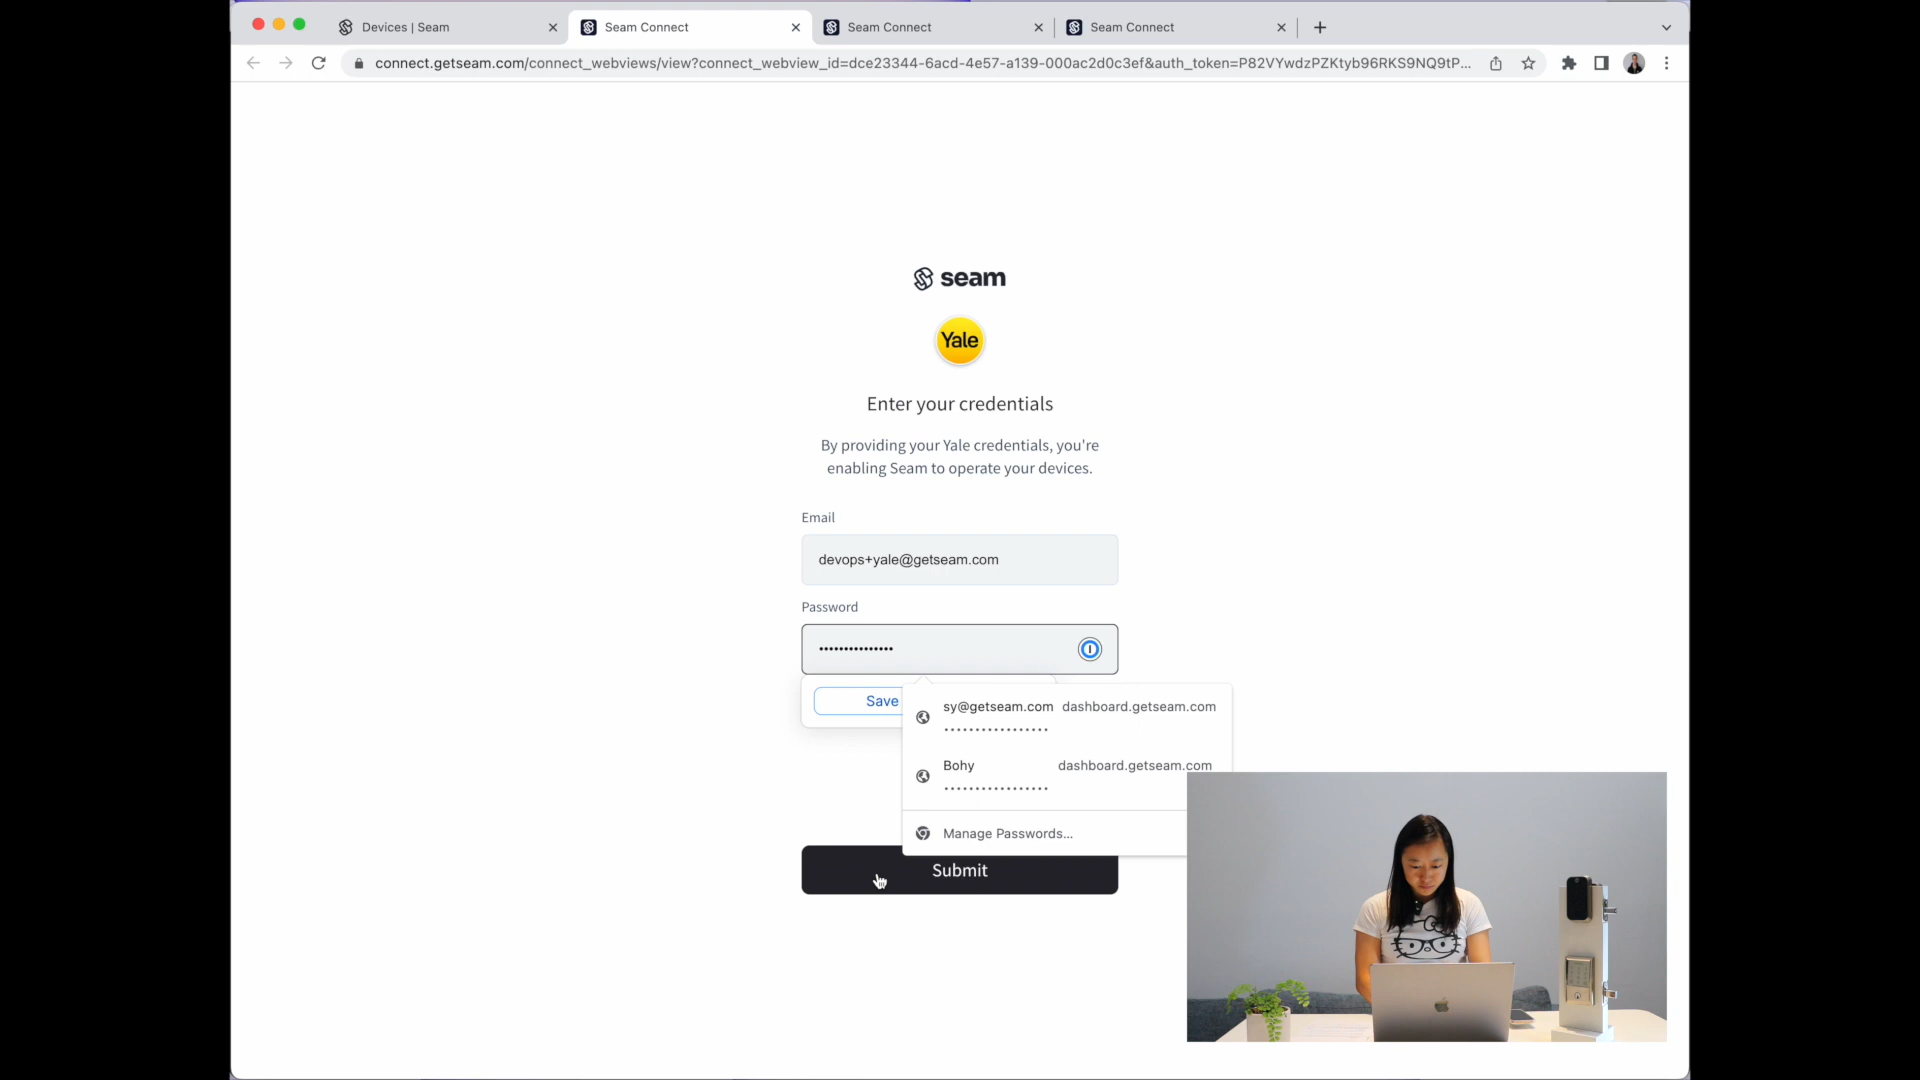 Devices | Seam
Seam Connect
Seam Connect
Seam Connect
connect.getseam.com/connect_webviews/view?connect_webview_id=dce23344-6acd-4e57-a139-000ac2d0c3ef&auth_token=P82VYwdzPZKtyb96RKS9NQ9tP...
seam
Yale
Enter your credentials
By providing your Yale credentials, you're
enabling Seam to operate your devices.
Email
devops+yale@getseam.com
Password
•••••••••••••••
Save
sy@getseam.com dashboard.getseam.com
•••••••••••••••••
Bohy dashboard.getseam.com
•••••••••••••••••
Manage Passwords...
Submit